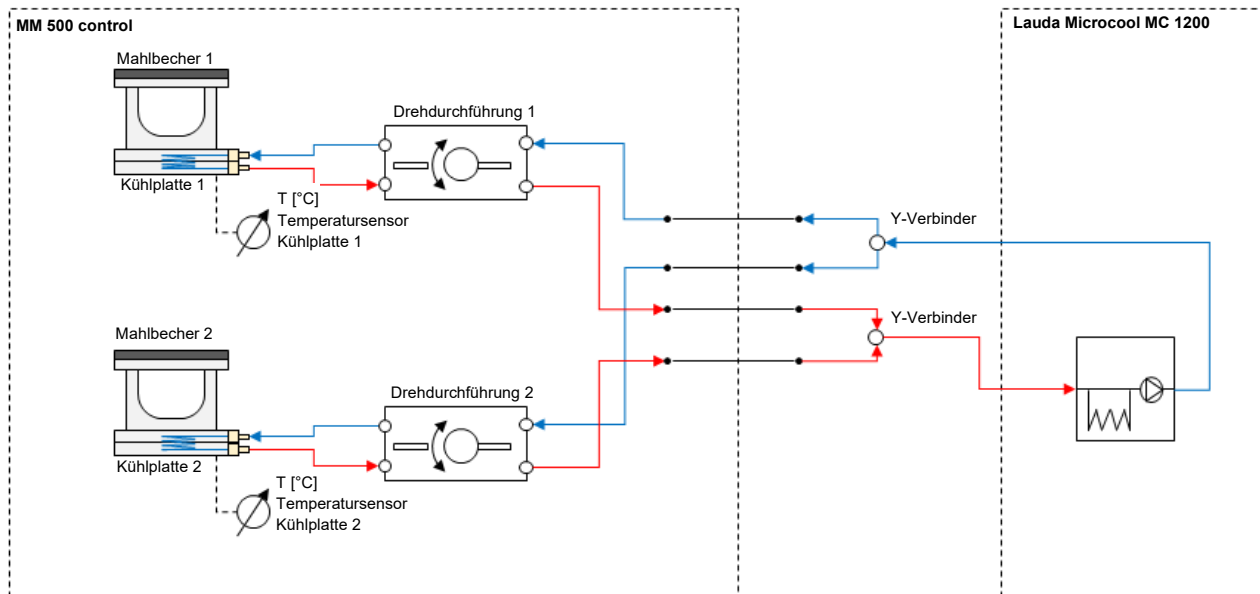 MM 500 control
Lauda Microcool MC 1200
Mahlbecher 1
Drehdurchführung 1
Kühlplatte 1
T [°C]
Temperatursensor
Kühlplatte 1
Y-Verbinder
Y-Verbinder
Mahlbecher 2
Drehdurchführung 2
Kühlplatte 2
T [°C]
Temperatursensor
Kühlplatte 2